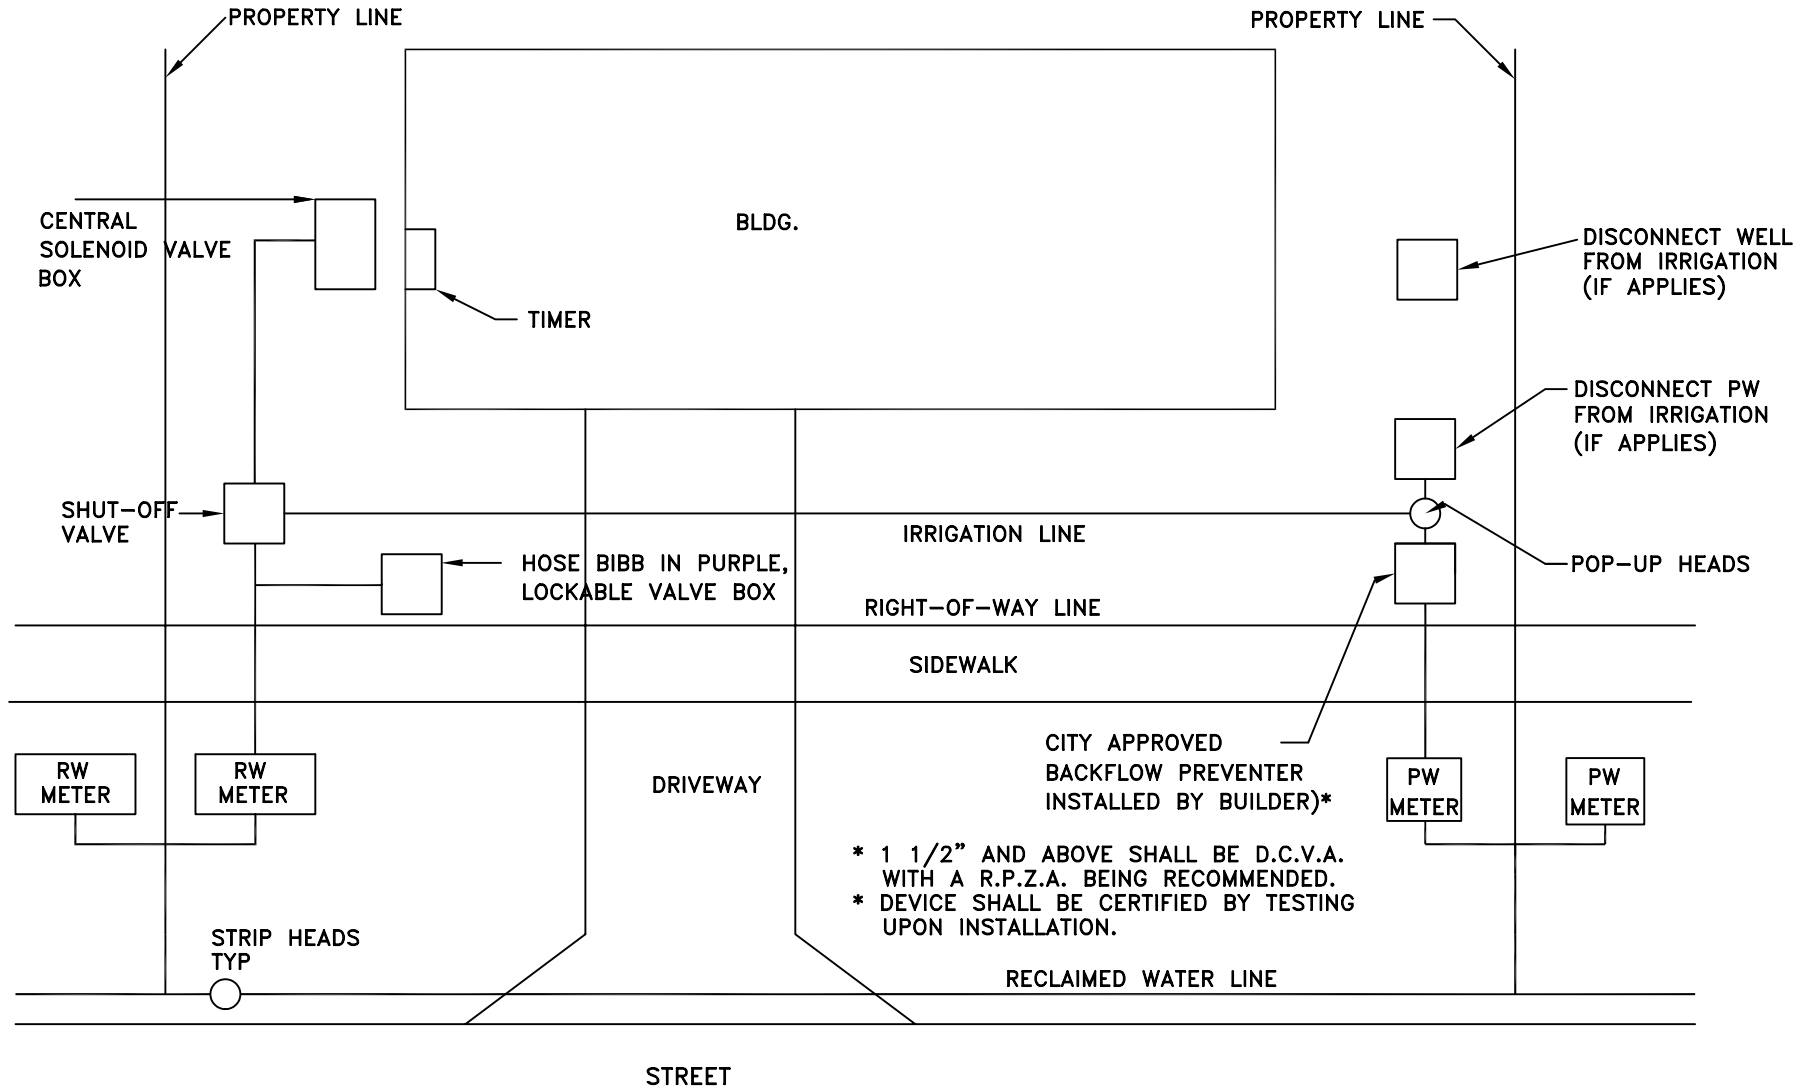 PROPERTY LINE
PROPERTY LINE
CENTRAL
SOLENOID VALVE
BOX
BLDG.
TIMER
DISCONNECT WELL
FROM IRRIGATION
(IF APPLIES)
DISCONNECT PW
FROM IRRIGATION
(IF APPLIES)
SHUT-OFF
VALVE
IRRIGATION LINE
HOSE BIBB IN PURPLE,
LOCKABLE VALVE BOX
POP-UP HEADS
RIGHT-OF-WAY LINE
SIDEWALK
RW
METER
RW
METER
DRIVEWAY
CITY APPROVED
BACKFLOW PREVENTER
INSTALLED BY BUILDER)*
PW
METER
PW
METER
* 1 1/2" AND ABOVE SHALL BE D.C.V.A.
WITH A R.P.Z.A. BEING RECOMMENDED.
* DEVICE SHALL BE CERTIFIED BY TESTING
UPON INSTALLATION.
STRIP HEADS
TYP
RECLAIMED WATER LINE
STREET